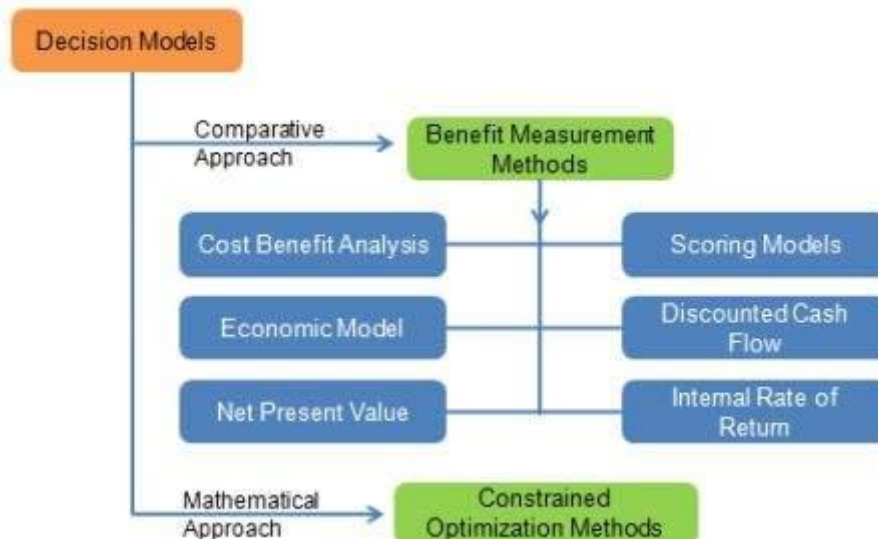 Decision Models
Comparative
Approach
Benefit Measurement
Methods
Cost Benefit Analysis
Scoring Models
Economic Model
Discounted Cash
Flow
Net Present Value
Internal Rate of
Return
Mathematical
Approach
Constrained
Optimization Methods